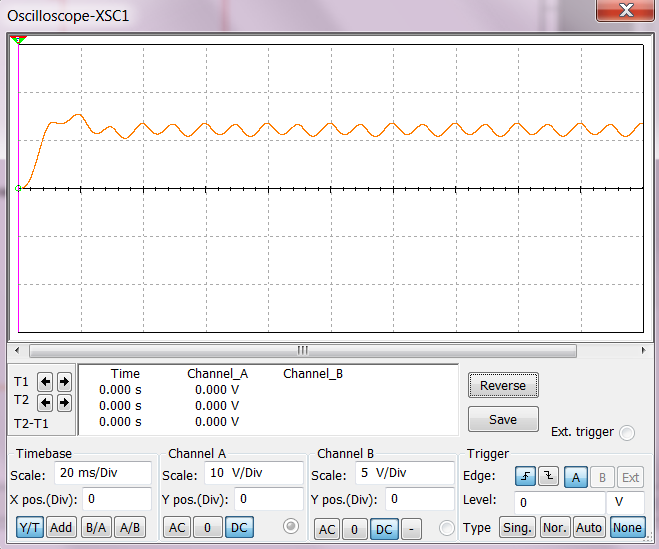 Oscilloscope-XSC1
Time Channel_A Channel_B
T1 0.000 s 0.000 V
T2 0.000 s 0.000 V
T2-T1 0.000 s 0.000 V
Reverse
Save
Ext. trigger
Timebase
Scale: 20 ms/Div
X pos.(Div): 0
Y/T Add B/A A/B
Channel A
Scale: 10 V/Div
Y pos.(Div): 0
AC 0 DC
Channel B
Scale: 5 V/Div
Y pos.(Div): 0
AC 0 DC -
Trigger
Edge: A B Ext
Level: 0 V
Type Sing. Nor. Auto None